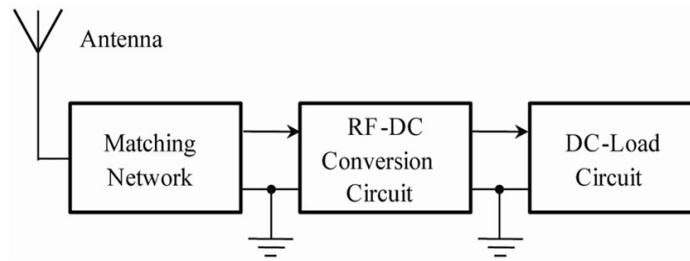 Antenna
Matching
Network
RF-DC
Conversion
Circuit
DC-Load
Circuit